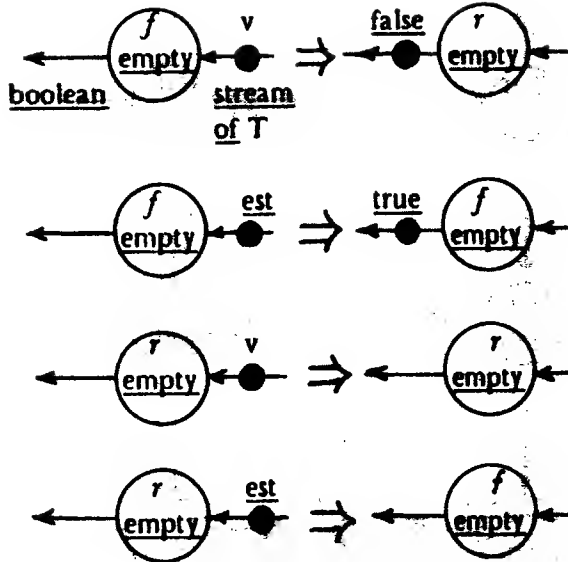 f v false r
empty empty
boolean stream
of T
f est true f
empty empty
r v r
empty empty
r est f
empty empty